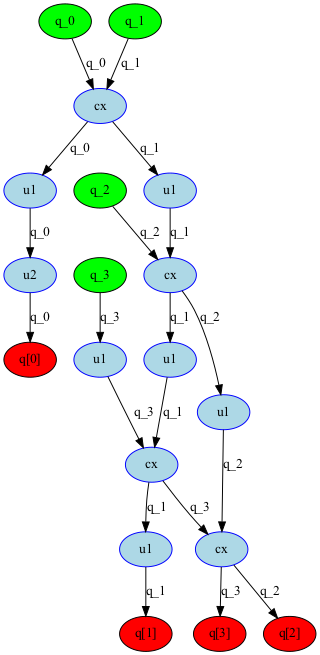 q_0 q_1
q_0 q_1
cx
q_0 q_1
u1 q_2 u1
q_0 q_2 q_1
u2 q_3 cx
q_0 q_3 q_1 q_2
q[0] u1 u1
u1
q_3 q_1
cx q_2
q_1 q_3
u1 cx
q_1 q_3 q_2
q[1] q[3] q[2]